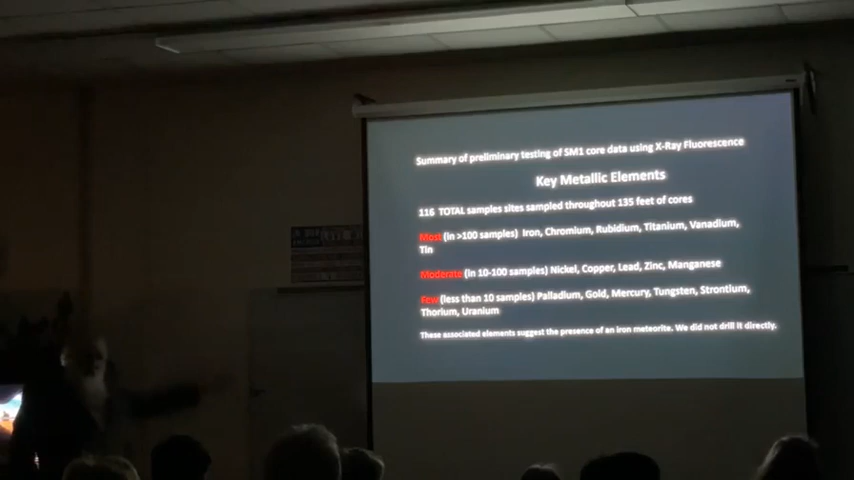 Summary of preliminary testing of SM1 core data using X-Ray Fluorescence
Key Metallic Elements
116 TOTAL samples sites sampled throughout 135 feet of cores
Most (in >100 samples) Iron, Chromium, Rubidium, Titanium, Vanadium,
Tin
Moderate (in 10-100 samples) Nickel, Copper, Lead, Zinc, Manganese
Few (less than 10 samples) Palladium, Gold, Mercury, Tungsten, Strontium,
Thorium, Uranium
These associated elements suggest the presence of an iron meteorite. We did not drill it directly.